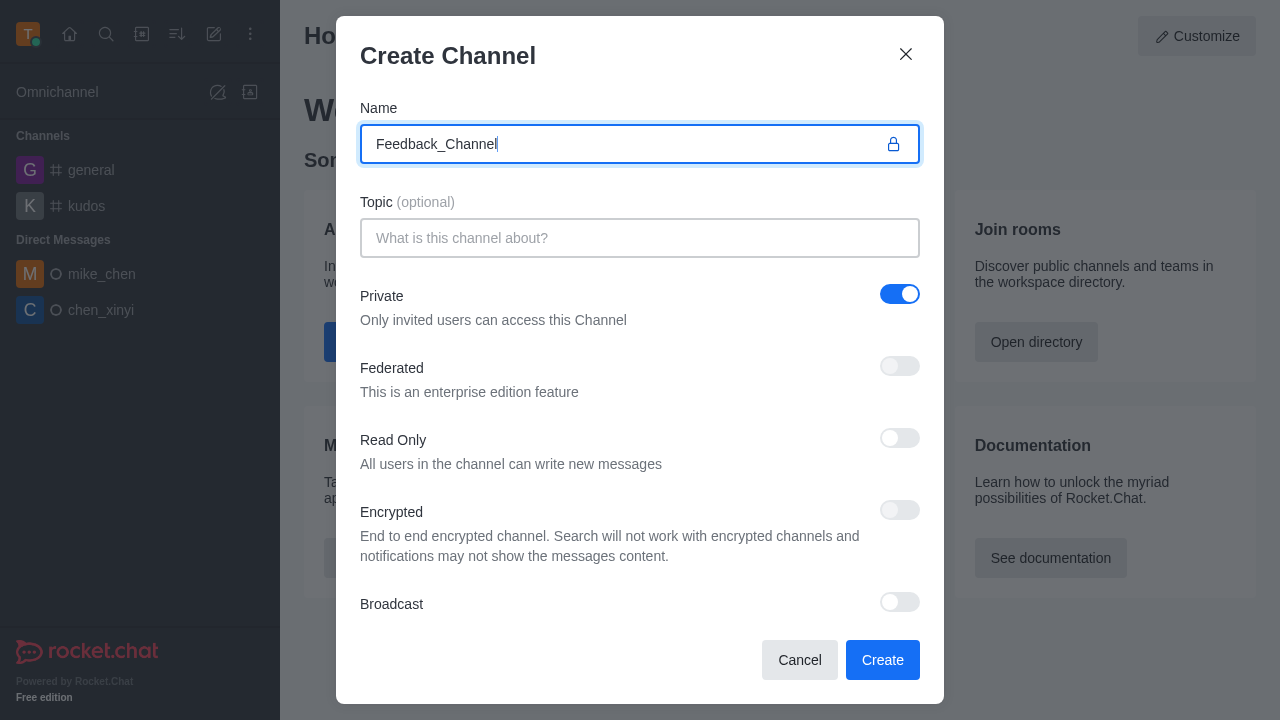 T
Omnichannel
Channels
G general
K kudos
Direct Messages
M mike_chen
C chen_xinyi
rocket.chat
Powered by Rocket.Chat
Free edition
Ho
Customize
We
Son
A
In
wo
Join rooms
Discover public channels and teams in
the workspace directory.
Open directory
M
Ta
ap
Documentation
Learn how to unlock the myriad
possibilities of Rocket.Chat.
See documentation
Create Channel
Name
Feedback_Channel
Topic (optional)
What is this channel about?
Private
Only invited users can access this Channel
Federated
This is an enterprise edition feature
Read Only
All users in the channel can write new messages
Encrypted
End to end encrypted channel. Search will not work with encrypted channels and
notifications may not show the messages content.
Broadcast
Cancel
Create